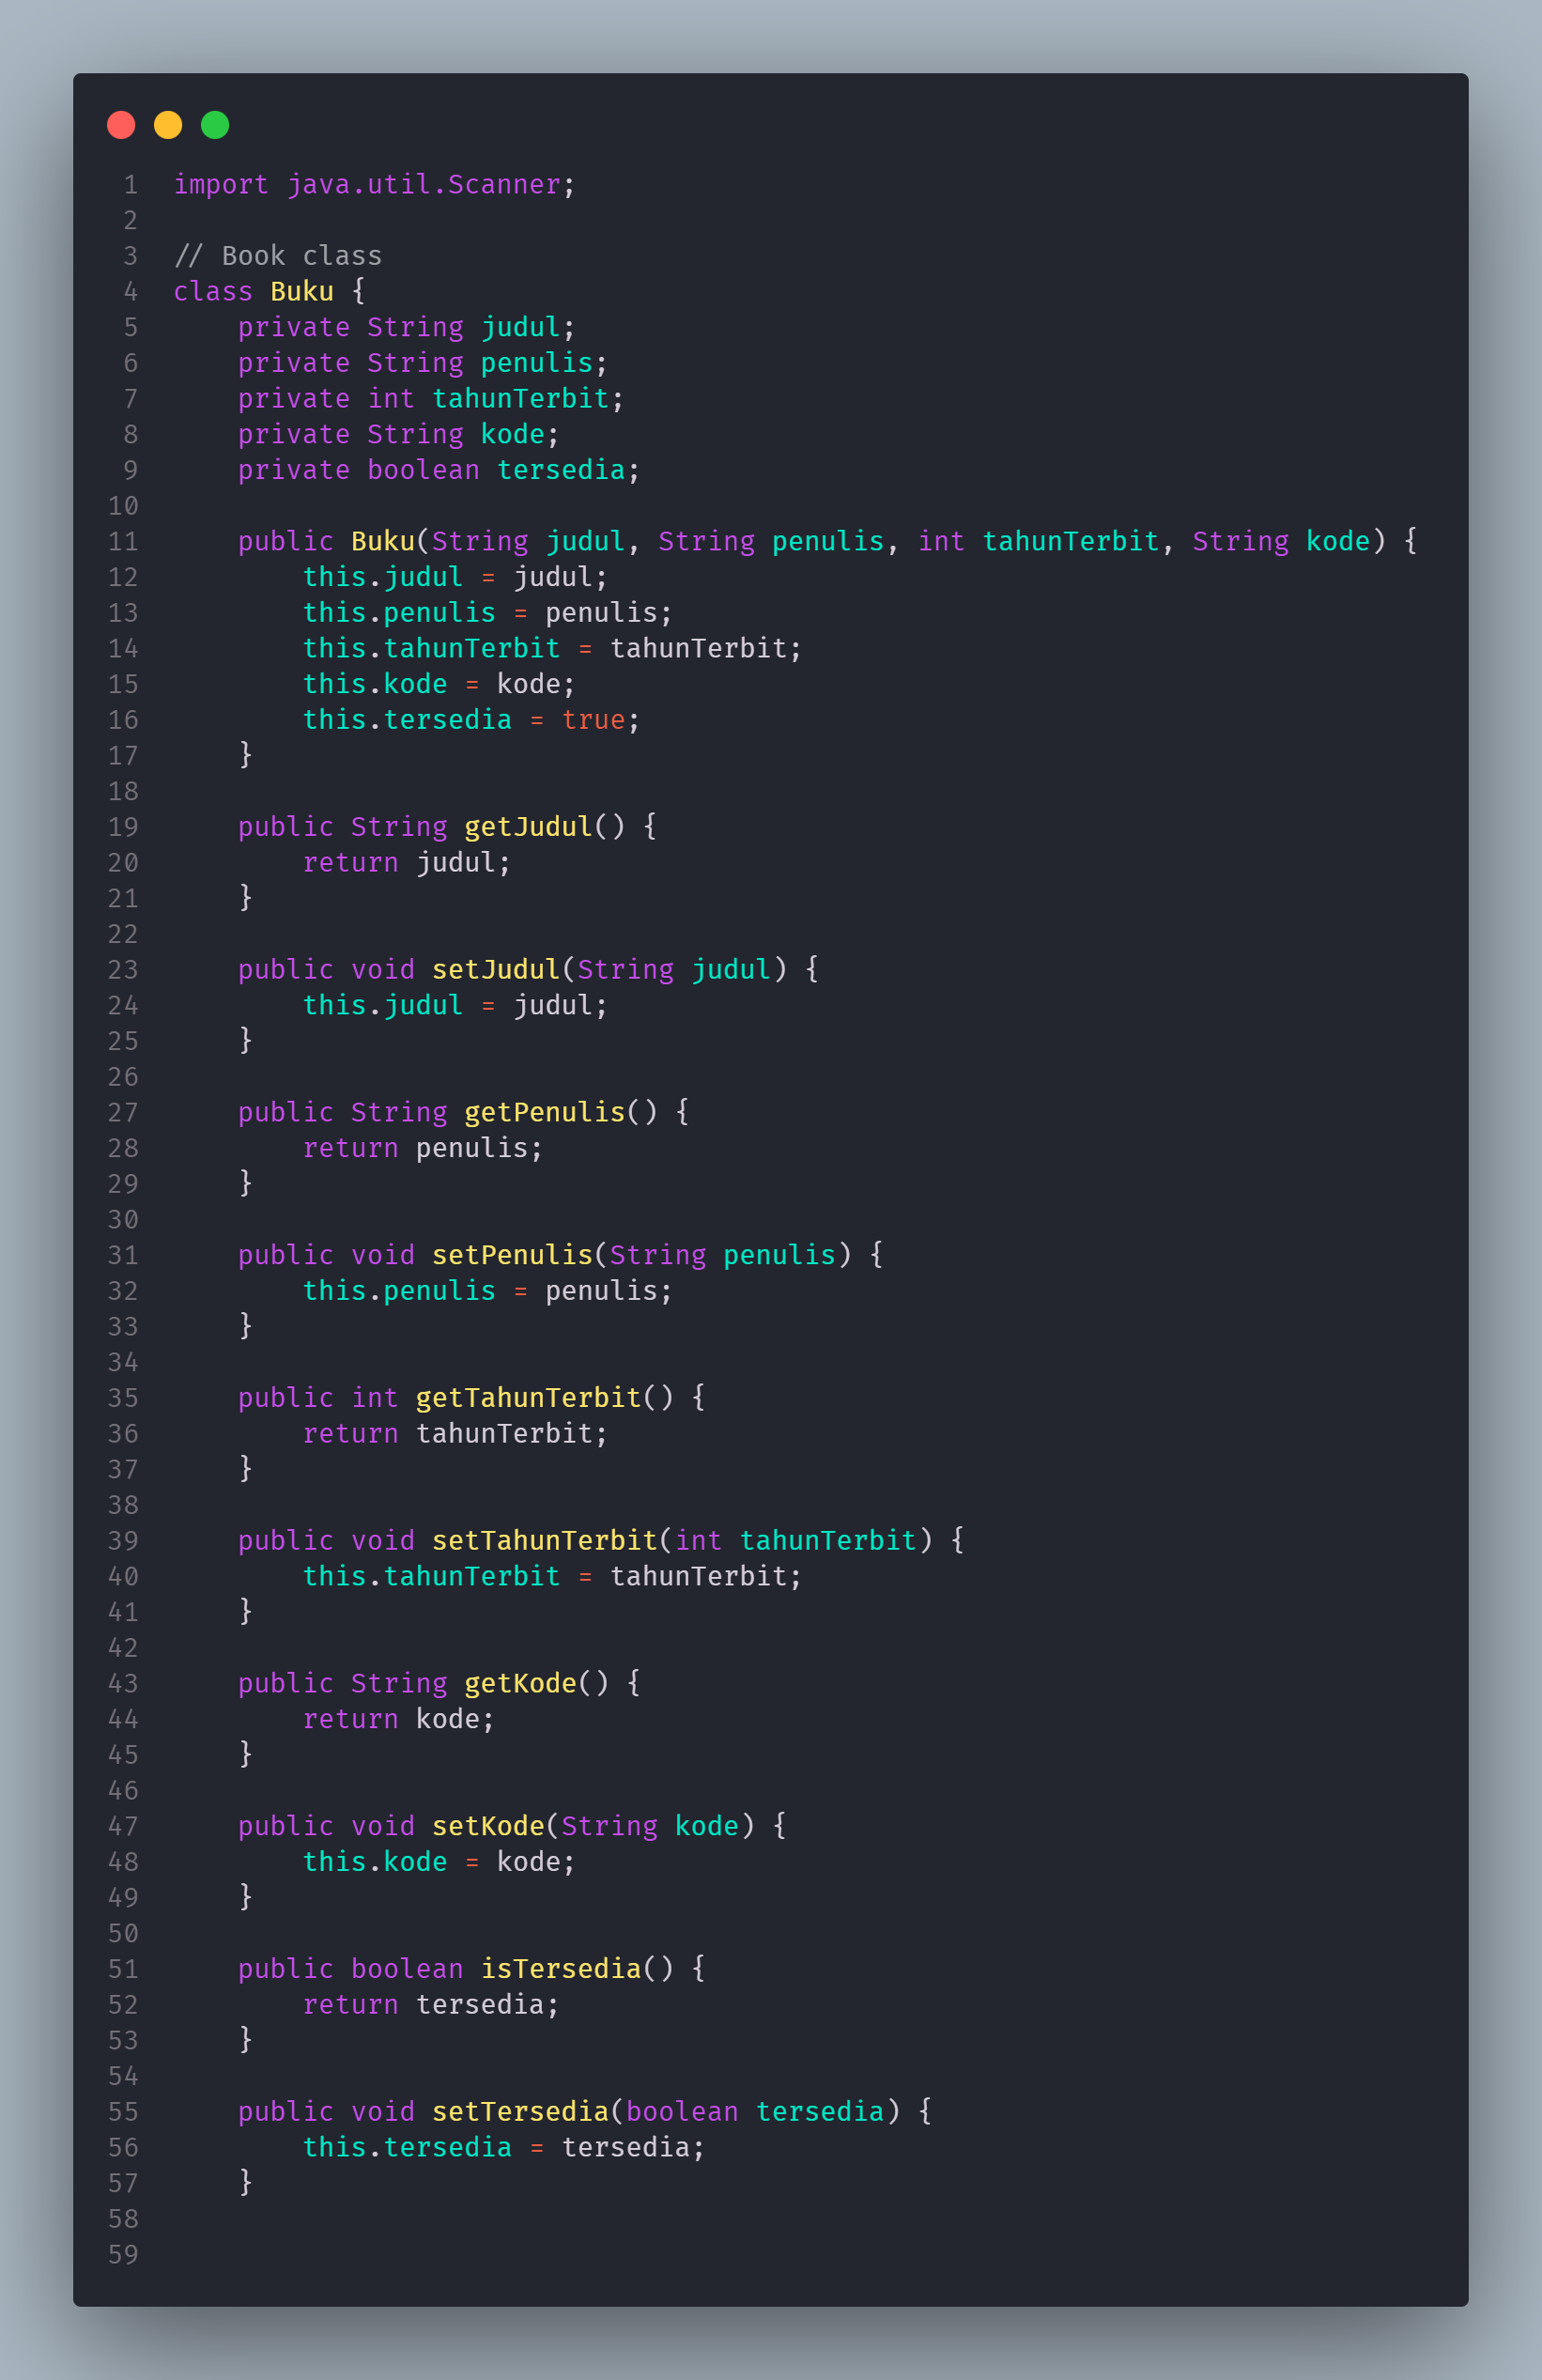 1 import java.util.Scanner;
2
3 // Book class
4 class Buku {
5     private String judul;
6     private String penulis;
7     private int tahunTerbit;
8     private String kode;
9     private boolean tersedia;
10
11     public Buku(String judul, String penulis, int tahunTerbit, String kode) {
12         this.judul = judul;
13         this.penulis = penulis;
14         this.tahunTerbit = tahunTerbit;
15         this.kode = kode;
16         this.tersedia = true;
17     }
18
19     public String getJudul() {
20         return judul;
21     }
22
23     public void setJudul(String judul) {
24         this.judul = judul;
25     }
26
27     public String getPenulis() {
28         return penulis;
29     }
30
31     public void setPenulis(String penulis) {
32         this.penulis = penulis;
33     }
34
35     public int getTahunTerbit() {
36         return tahunTerbit;
37     }
38
39     public void setTahunTerbit(int tahunTerbit) {
40         this.tahunTerbit = tahunTerbit;
41     }
42
43     public String getKode() {
44         return kode;
45     }
46
47     public void setKode(String kode) {
48         this.kode = kode;
49     }
50
51     public boolean isTersedia() {
52         return tersedia;
53     }
54
55     public void setTersedia(boolean tersedia) {
56         this.tersedia = tersedia;
57     }
58
59